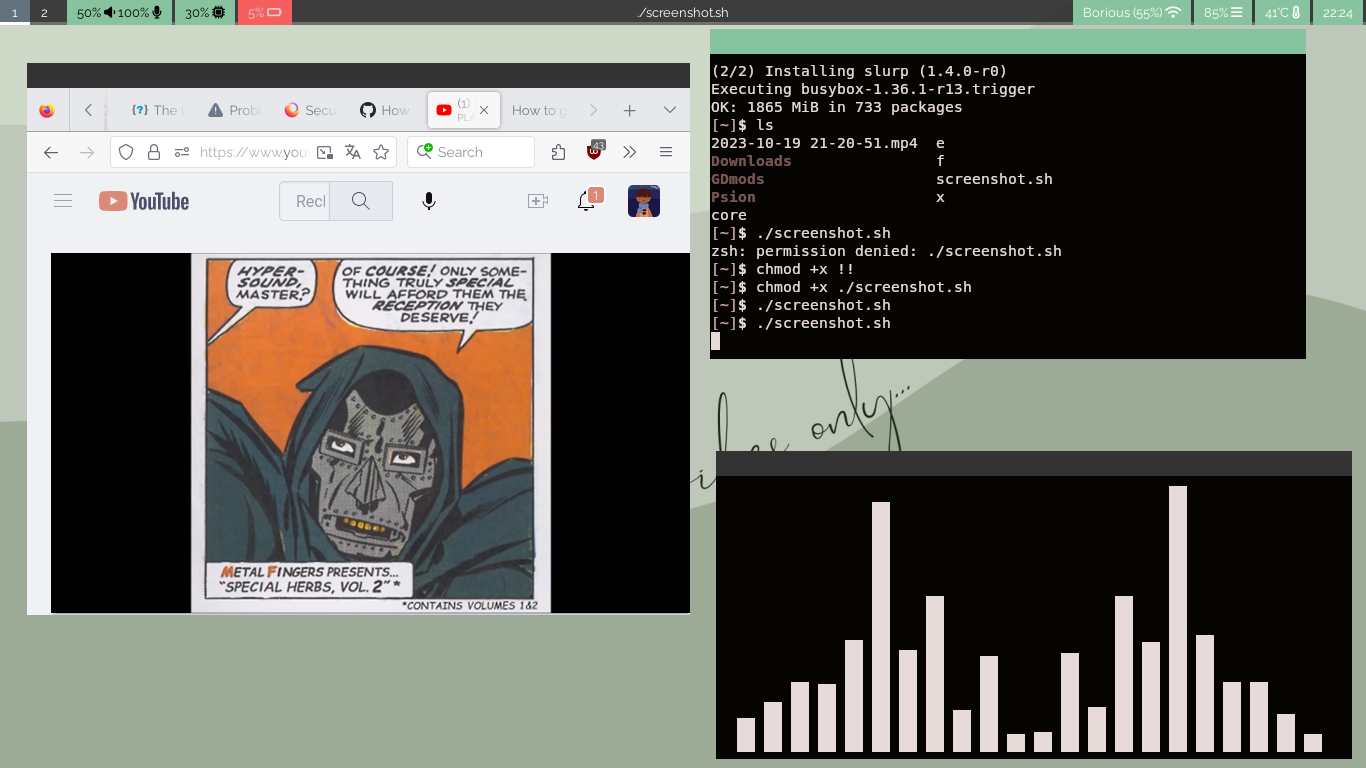 1 2 50% 100% 30% 5% ./screenshot.sh Borious (55%) 85% 41°C 22:24
The Probl Secu How (1) PLA How to g
https://www.you 43 Search
YouTube Recl 1
HYPER-
SOUND,
MASTER?
OF COURSE! ONLY SOME-
THING TRULY SPECIAL
WILL AFFORD THEM THE
RECEPTION THEY
DESERVE!
METAL FINGERS PRESENTS...
"SPECIAL HERBS, VOL. 2"*
*CONTAINS VOLUMES 1&2
(2/2) Installing slurp (1.4.0-r0)
Executing busybox-1.36.1-r13.trigger
OK: 1865 MiB in 733 packages
[~]$ ls
2023-10-19 21-20-51.mp4 e
Downloads f
GDmods screenshot.sh
Psion x
core
[~]$ ./screenshot.sh
zsh: permission denied: ./screenshot.sh
[~]$ chmod +x !!
[~]$ chmod +x ./screenshot.sh
[~]$ ./screenshot.sh
[~]$ ./screenshot.sh
only...